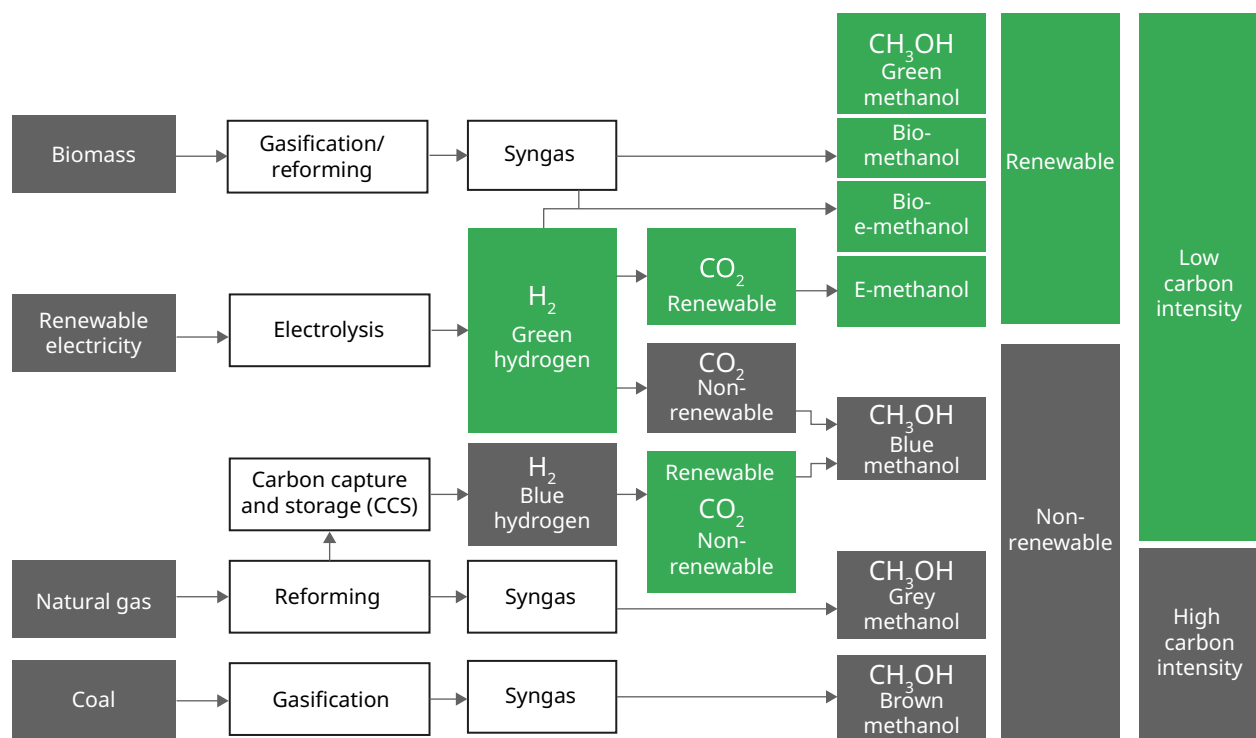 CH3OH
Green
methanol
Biomass
Gasification/
reforming
Syngas
Bio-
methanol
Renewable
Bio-
e-methanol
Low
carbon
intensity
Renewable
electricity
Electrolysis
H2
Green
hydrogen
CO2
Renewable
E-methanol
CO2
Non-
renewable
CH3OH
Blue
methanol
Carbon capture
and storage (CCS)
H2
Blue
hydrogen
Renewable
CO2
Non-
renewable
Non-
renewable
Natural gas
Reforming
Syngas
CH3OH
Grey
methanol
High
carbon
intensity
Coal
Gasification
Syngas
CH3OH
Brown
methanol